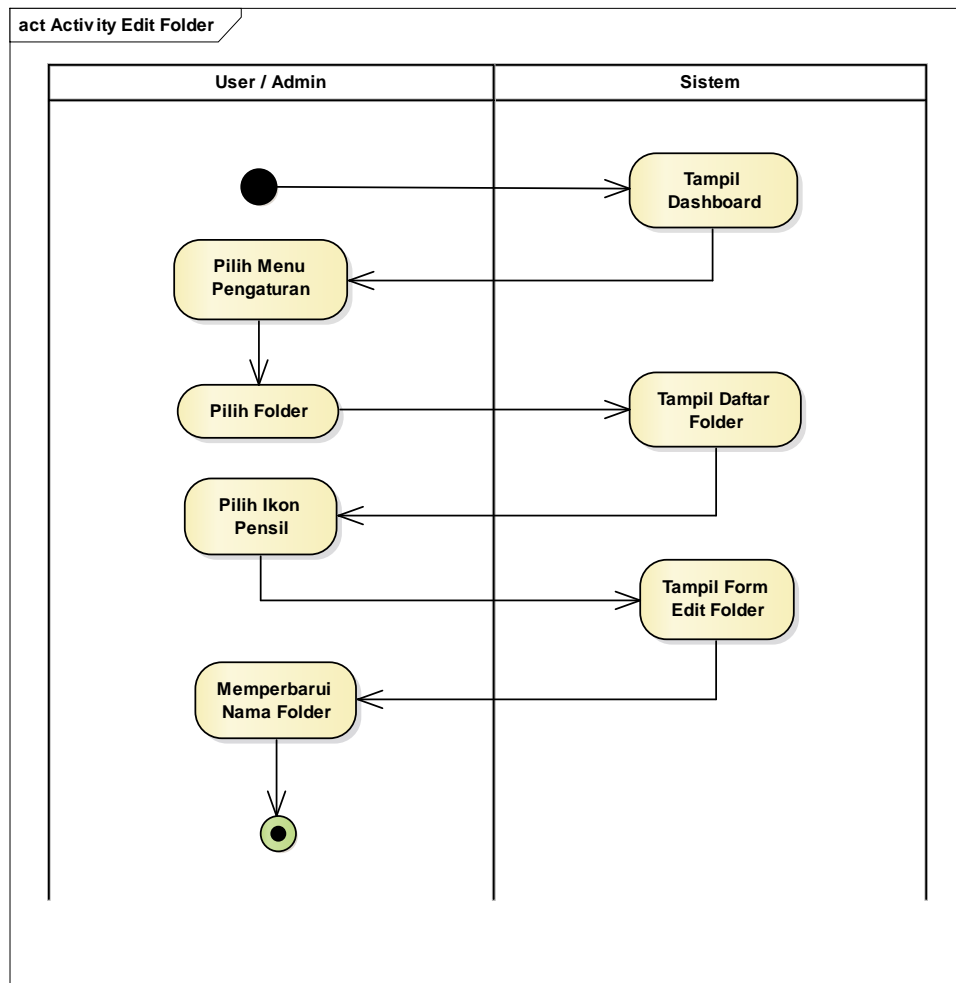 act Activity Edit Folder
User / Admin
Sistem
Tampil
Dashboard
Pilih Menu
Pengaturan
Pilih Folder
Tampil Daftar
Folder
Pilih Ikon
Pensil
Tampil Form
Edit Folder
Memperbarui
Nama Folder